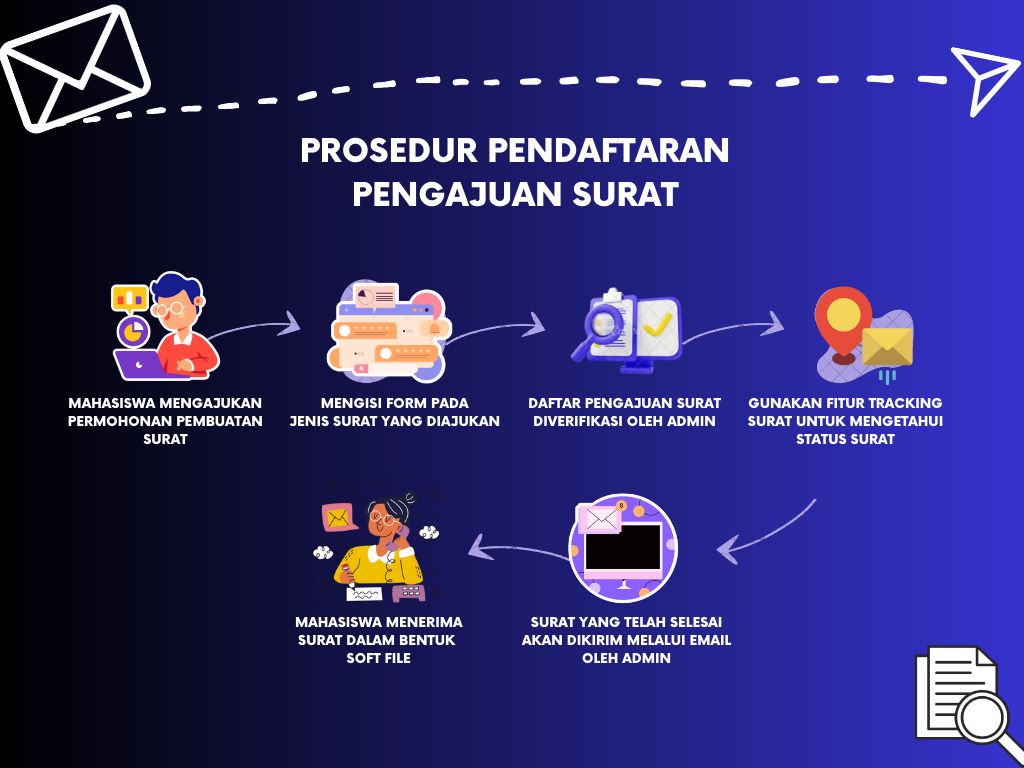 PROSEDUR PENDAFTARAN
PENGAJUAN SURAT
MAHASISWA MENGAJUKAN
PERMOHONAN PEMBUATAN
SURAT
MENGISI FORM PADA
JENIS SURAT YANG DIAJUKAN
DAFTAR PENGAJUAN SURAT
DIVERIFIKASI OLEH ADMIN
GUNAKAN FITUR TRACKING
SURAT UNTUK MENGETAHUI
STATUS SURAT
SURAT YANG TELAH SELESAI
AKAN DIKIRIM MELALUI EMAIL
OLEH ADMIN
MAHASISWA MENERIMA
SURAT DALAM BENTUK
SOFT FILE